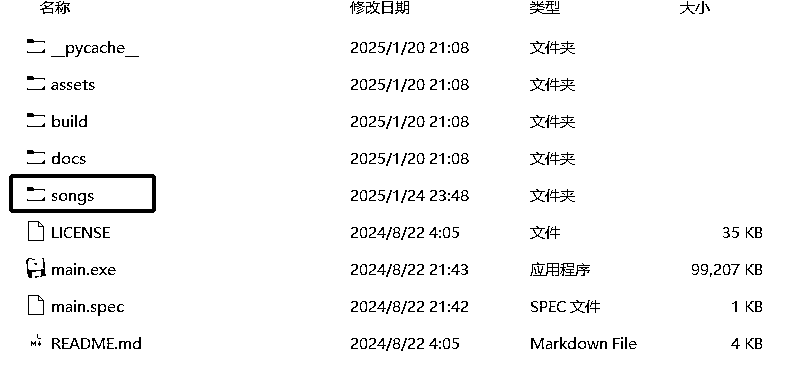 名称 修改日期 类型 大小
__pycache__ 2025/1/20 21:08 文件夹
assets 2025/1/20 21:08 文件夹
build 2025/1/20 21:08 文件夹
docs 2025/1/20 21:08 文件夹
songs 2025/1/24 23:48 文件夹
LICENSE 2024/8/22 4:05 文件 35 KB
main.exe 2024/8/22 21:43 应用程序 99,207 KB
main.spec 2024/8/22 21:42 SPEC 文件 1 KB
README.md 2024/8/22 4:05 Markdown File 4 KB